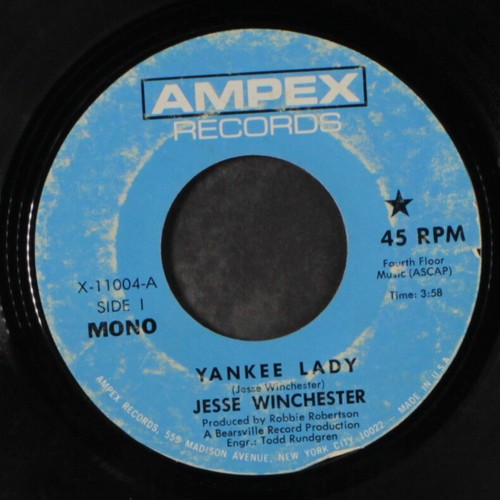 AMPEX
RECORDS
★
45 RPM
Fourth Floor
Music (ASCAP)
Time: 3:58
X-11004-A
SIDE I
MONO
YANKEE LADY
(Jesse Winchester)
JESSE WINCHESTER
Produced by Robbie Robertson
A Bearsville Record Production
Engr.: Todd Rundgren
AMPEX RECORDS, 555 MADISON AVENUE, NEW YORK CITY 10022
MADE IN U.S.A.